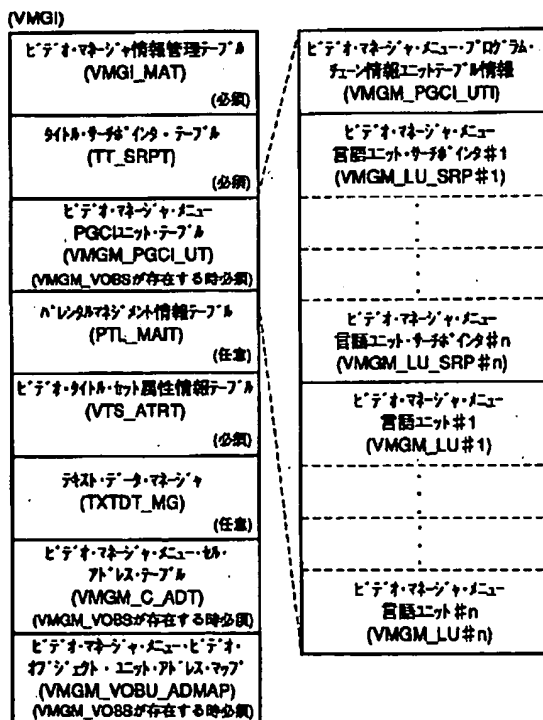 (VMGI)
ビデオ・マネージャ情報管理テーブル
(VMGI_MAT)
(必須)
タイトル・サーチポインタ・テーブル
(TT_SRPT)
(必須)
ビデオ・マネージャ・メニュー
PGCIユニット・テーブル
(VMGM_PGCI_UT)
(VMGM_VOBSが存在する時必須)
パレンタルマネジメント情報テーブル
(PTL_MAIT)
(任意)
ビデオ・タイトル・セット属性情報テーブル
(VTS_ATRT)
(必須)
テキスト・データ・マネージャ
(TXTDT_MG)
(任意)
ビデオ・マネージャ・メニュー・セル・
アドレス・テーブル
(VMGM_C_ADT)
(VMGM_VOBSが存在する時必須)
ビデオ・マネージャ・メニュー・ビデオ・
オブジェクト・ユニット・アドレス・マップ
(VMGM_VOBU_ADMAP)
(VMGM_VOBSが存在する時必須)
ビデオ・マネージャ・メニュー・プログラム・
チェーン情報ユニットテーブル情報
(VMGM_PGCI_UTI)
ビデオ・マネージャ・メニュー
言語ユニット・サーチポインタ#1
(VMGM_LU_SRP#1)
ビデオ・マネージャ・メニュー
言語ユニット・サーチポインタ#n
(VMGM_LU_SRP#n)
ビデオ・マネージャ・メニュー
言語ユニット#1
(VMGM_LU#1)
ビデオ・マネージャ・メニュー
言語ユニット#n
(VMGM_LU#n)